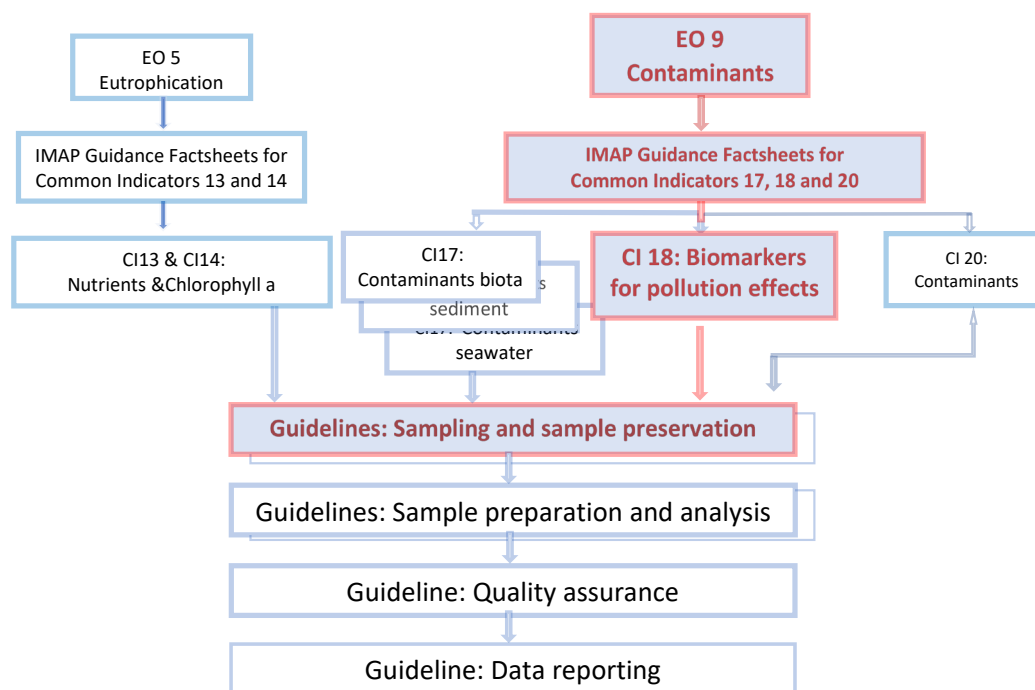 EO 5
Eutrophication
EO 9
Contaminants
IMAP Guidance Factsheets for
Common Indicators 13 and 14
IMAP Guidance Factsheets for
Common Indicators 17, 18 and 20
CI13 & CI14:
Nutrients &Chlorophyll a
CI17:
Contaminants biota
sediment
CI17: Contaminants
seawater
CI 18: Biomarkers
for pollution effects
CI 20:
Contaminants
Guidelines: Sampling and sample preservation
Guidelines: Sample preparation and analysis
Guideline: Quality assurance
Guideline: Data reporting